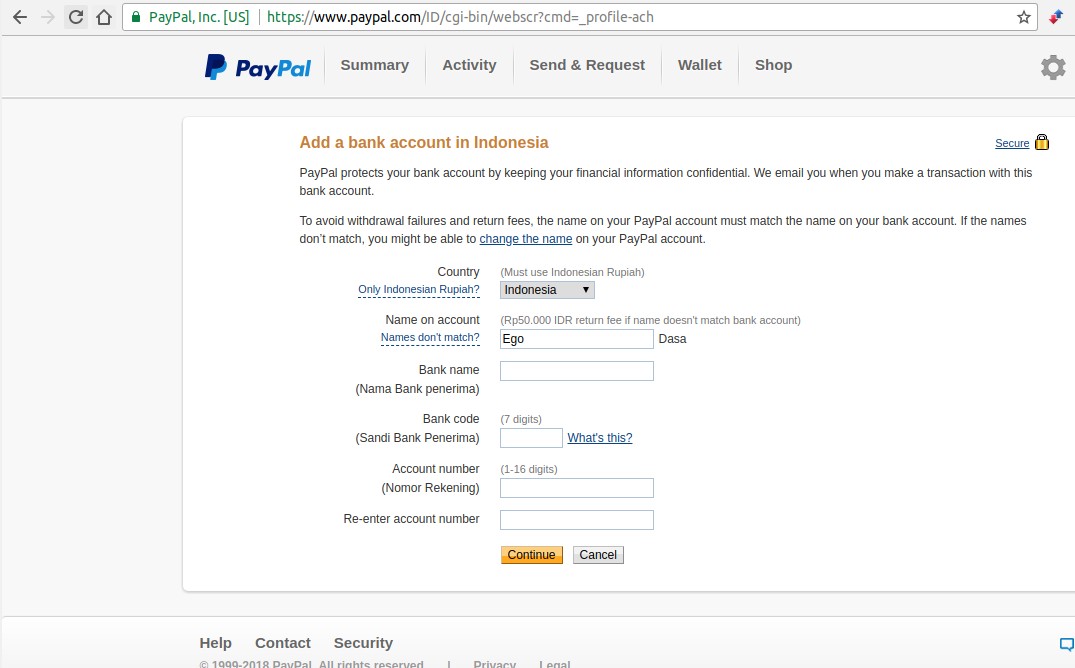 PayPal, Inc. [US] https://www.paypal.com/ID/cgi-bin/webscr?cmd=_profile-ach
PayPal Summary Activity Send & Request Wallet Shop
Add a bank account in Indonesia
Secure
PayPal protects your bank account by keeping your financial information confidential. We email you when you make a transaction with this
bank account.
To avoid withdrawal failures and return fees, the name on your PayPal account must match the name on your bank account. If the names
don't match, you might be able to change the name on your PayPal account.
Country (Must use Indonesian Rupiah)
Only Indonesian Rupiah? Indonesia
Name on account (Rp50.000 IDR return fee if name doesn't match bank account)
Names don't match? Ego Dasa
Bank name
(Nama Bank penerima)
Bank code (7 digits)
(Sandi Bank Penerima) What's this?
Account number (1-16 digits)
(Nomor Rekening)
Re-enter account number
Continue Cancel
Help Contact Security
© 1999-2018 PayPal. All rights reserved. | Privacy Legal